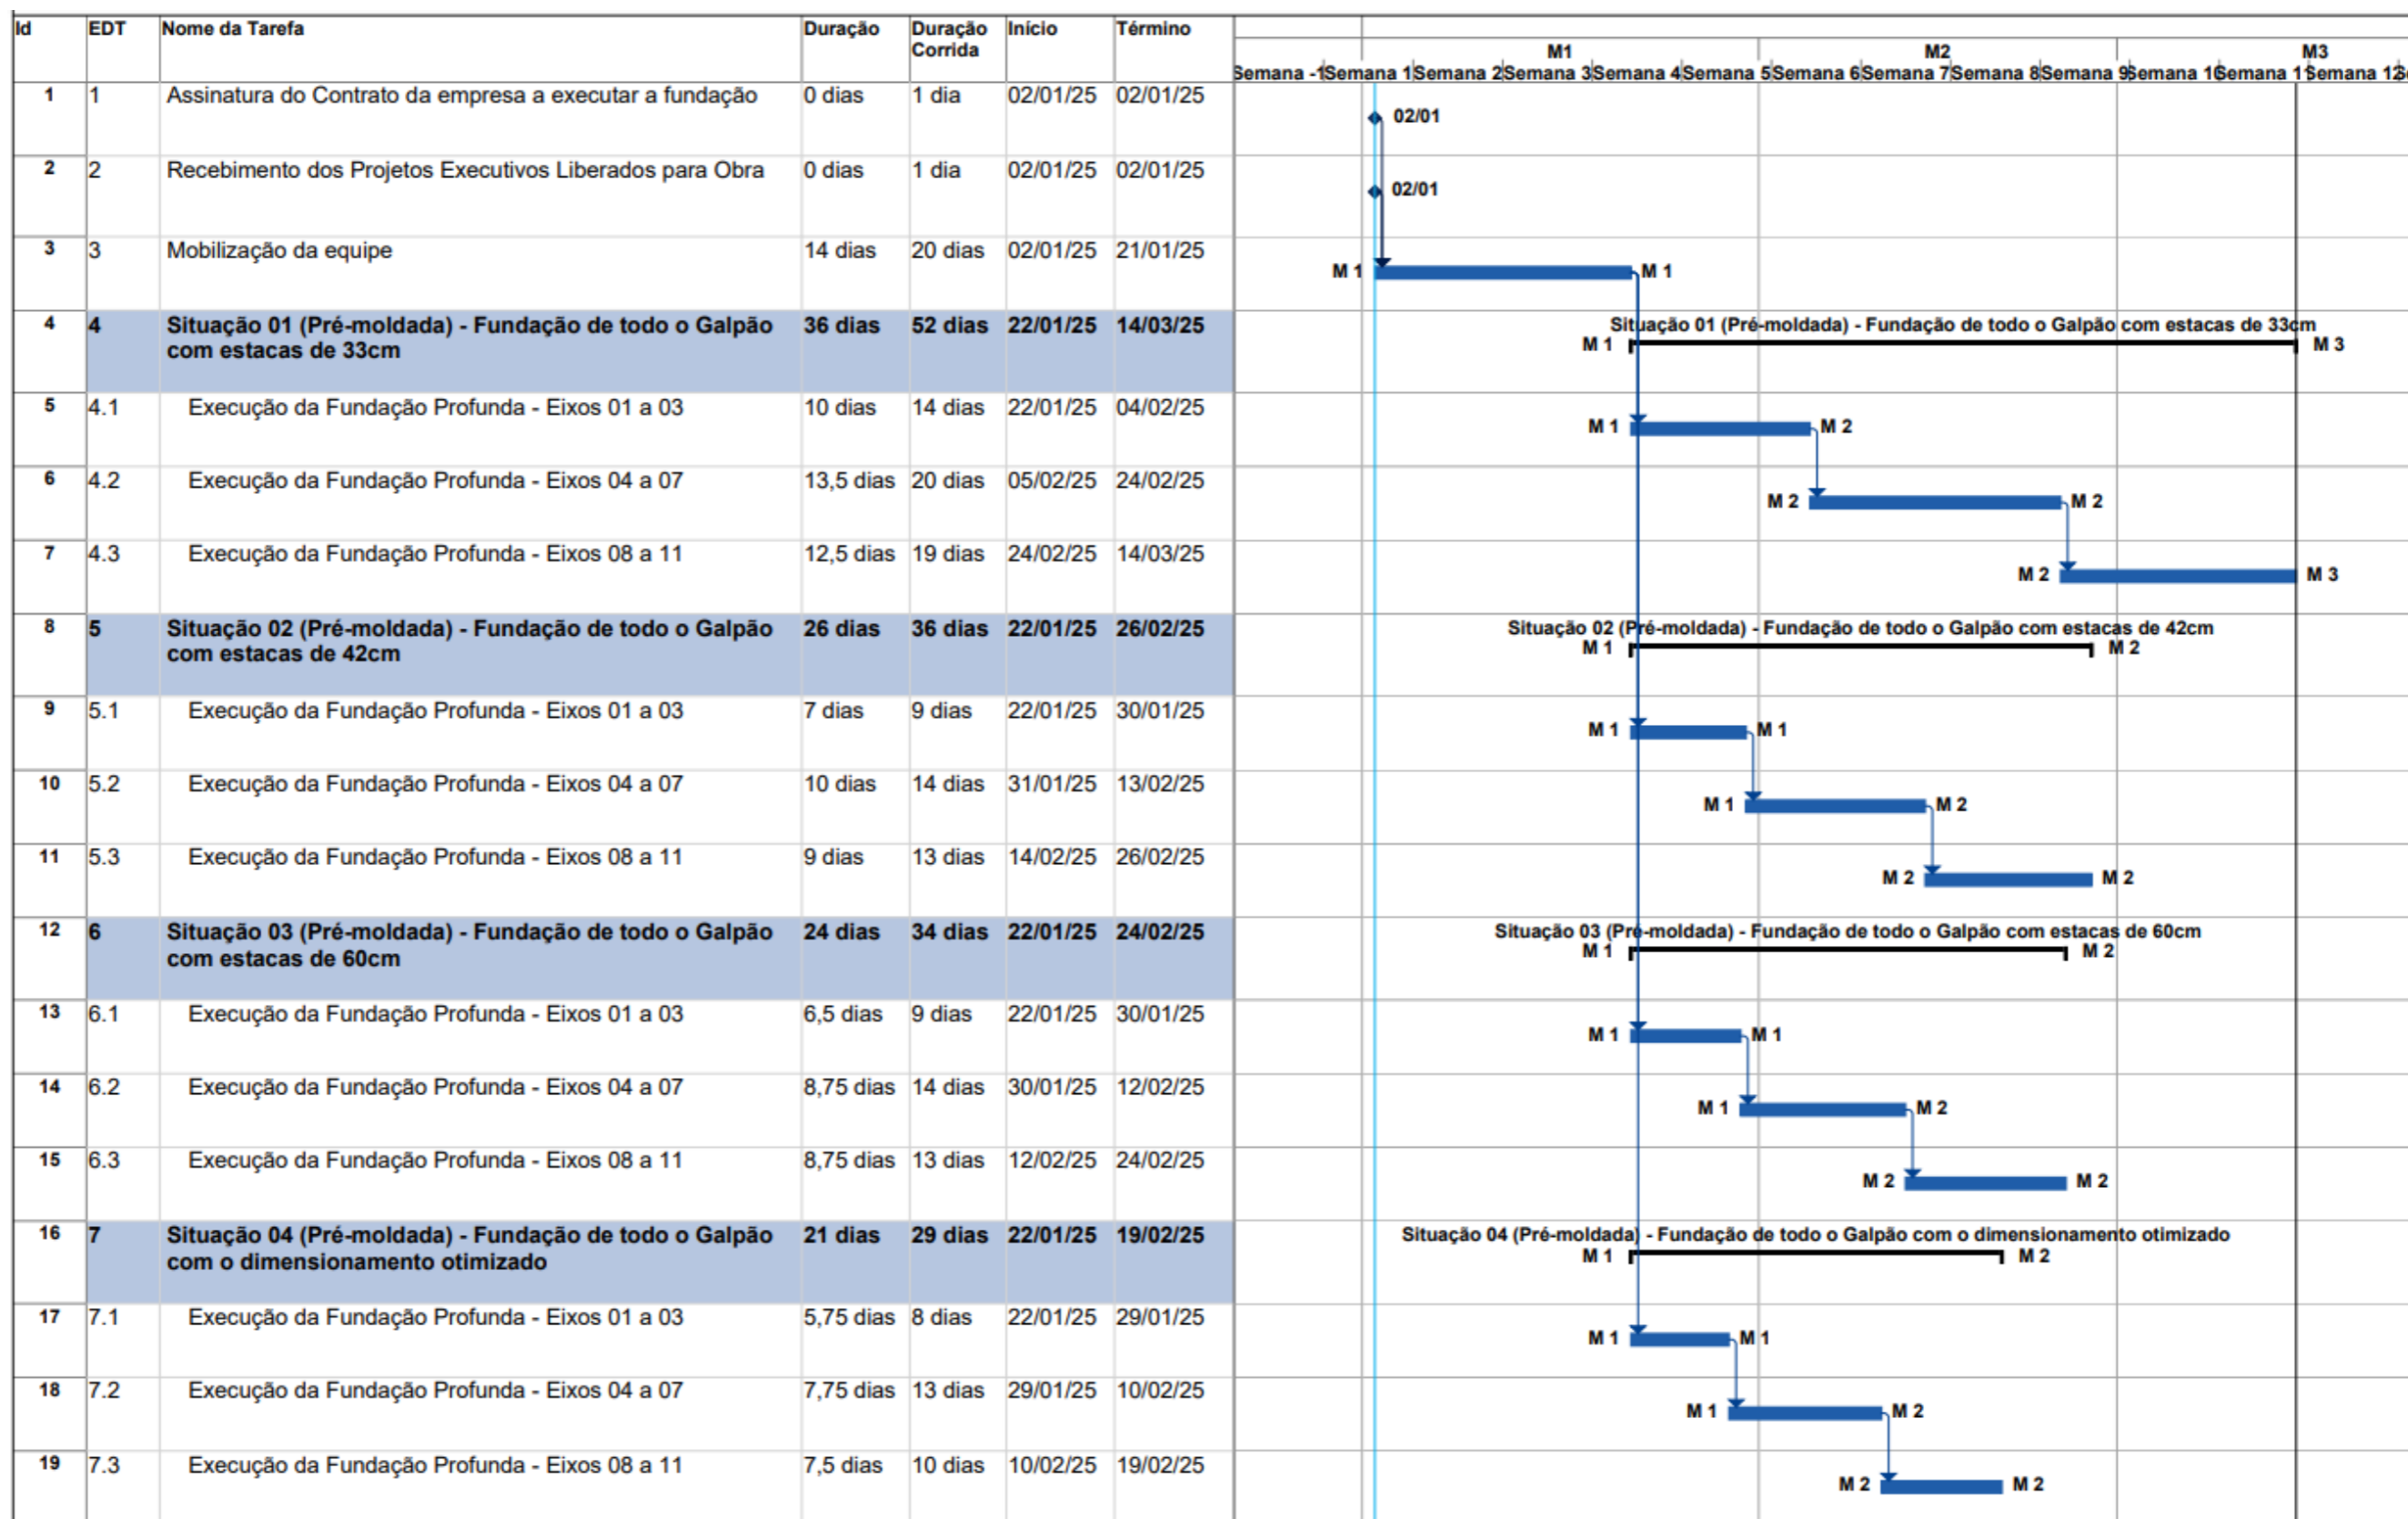 Id EDT Nome da Tarefa Duração Duração Corrida Início Término
M1 M2 M3
Semana -1 Semana 1 Semana 2 Semana 3 Semana 4 Semana 5 Semana 6 Semana 7 Semana 8 Semana 9 Semana 10 Semana 11 Semana 12
1 1 Assinatura do Contrato da empresa a executar a fundação 0 dias 1 dia 02/01/25 02/01/25
02/01
2 2 Recebimento dos Projetos Executivos Liberados para Obra 0 dias 1 dia 02/01/25 02/01/25
02/01
3 3 Mobilização da equipe 14 dias 20 dias 02/01/25 21/01/25
M 1 M 1
4 4 Situação 01 (Pré-moldada) - Fundação de todo o Galpão 36 dias 52 dias 22/01/25 14/03/25
com estacas de 33cm
Situação 01 (Pré-moldada) - Fundação de todo o Galpão com estacas de 33cm
M 1 M 3
5 4.1 Execução da Fundação Profunda - Eixos 01 a 03 10 dias 14 dias 22/01/25 04/02/25
M 1 M 2
6 4.2 Execução da Fundação Profunda - Eixos 04 a 07 13,5 dias 20 dias 05/02/25 24/02/25
M 2 M 2
7 4.3 Execução da Fundação Profunda - Eixos 08 a 11 12,5 dias 19 dias 24/02/25 14/03/25
M 2 M 3
8 5 Situação 02 (Pré-moldada) - Fundação de todo o Galpão 26 dias 36 dias 22/01/25 26/02/25
com estacas de 42cm
Situação 02 (Pré-moldada) - Fundação de todo o Galpão com estacas de 42cm
M 1 M 2
9 5.1 Execução da Fundação Profunda - Eixos 01 a 03 7 dias 9 dias 22/01/25 30/01/25
M 1 M 1
10 5.2 Execução da Fundação Profunda - Eixos 04 a 07 10 dias 14 dias 31/01/25 13/02/25
M 1 M 2
11 5.3 Execução da Fundação Profunda - Eixos 08 a 11 9 dias 13 dias 14/02/25 26/02/25
M 2 M 2
12 6 Situação 03 (Pré-moldada) - Fundação de todo o Galpão 24 dias 34 dias 22/01/25 24/02/25
com estacas de 60cm
Situação 03 (Pré-moldada) - Fundação de todo o Galpão com estacas de 60cm
M 1 M 2
13 6.1 Execução da Fundação Profunda - Eixos 01 a 03 6,5 dias 9 dias 22/01/25 30/01/25
M 1 M 1
14 6.2 Execução da Fundação Profunda - Eixos 04 a 07 8,75 dias 14 dias 30/01/25 12/02/25
M 1 M 2
15 6.3 Execução da Fundação Profunda - Eixos 08 a 11 8,75 dias 13 dias 12/02/25 24/02/25
M 2 M 2
16 7 Situação 04 (Pré-moldada) - Fundação de todo o Galpão 21 dias 29 dias 22/01/25 19/02/25
com o dimensionamento otimizado
Situação 04 (Pré-moldada) - Fundação de todo o Galpão com o dimensionamento otimizado
M 1 M 2
17 7.1 Execução da Fundação Profunda - Eixos 01 a 03 5,75 dias 8 dias 22/01/25 29/01/25
M 1 M 1
18 7.2 Execução da Fundação Profunda - Eixos 04 a 07 7,75 dias 13 dias 29/01/25 10/02/25
M 1 M 2
19 7.3 Execução da Fundação Profunda - Eixos 08 a 11 7,5 dias 10 dias 10/02/25 19/02/25
M 2 M 2